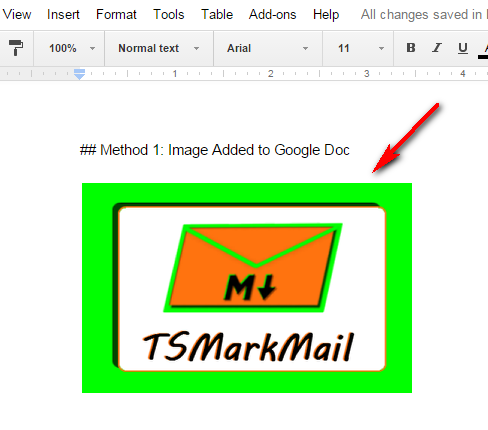 View Insert Format Tools Table Add-ons Help All changes saved in
100% Normal text Arial 11 B I U A
1 2 3 4
## Method 1: Image Added to Google Doc
M
TSMarkMail